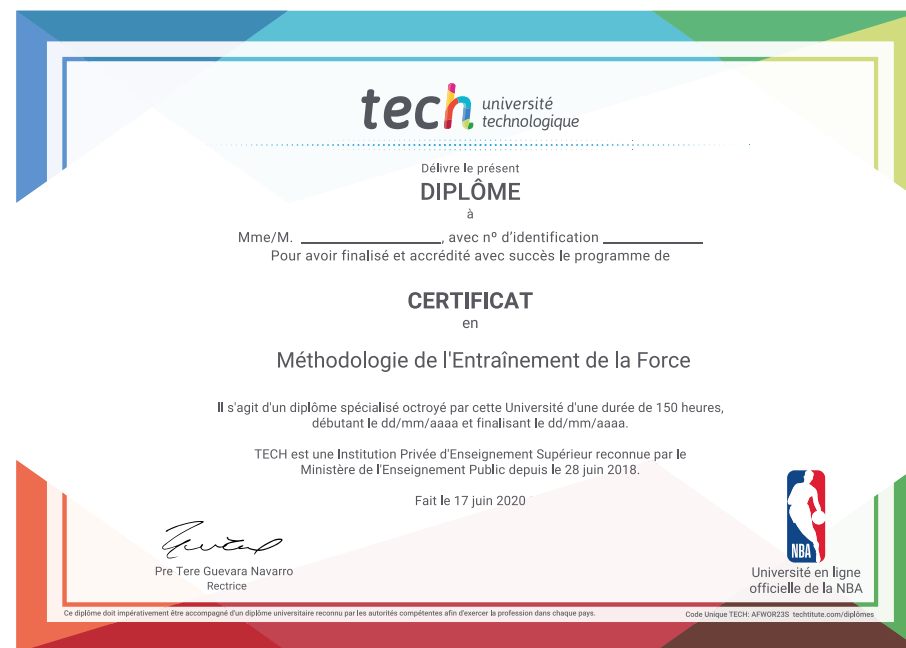 tech université
technologique
Délivre le présent
DIPLÔME
à
Mme/M. ____________________, avec nº d'identification ______________
Pour avoir finalisé et accrédité avec succès le programme de
CERTIFICAT
en
Méthodologie de l'Entraînement de la Force
Il s'agit d'un diplôme spécialisé octroyé par cette Université d'une durée de 150 heures,
débutant le dd/mm/aaaa et finalisant le dd/mm/aaaa.
TECH est une Institution Privée d'Enseignement Supérieur reconnue par le
Ministère de l'Enseignement Public depuis le 28 juin 2018.
Fait le 17 juin 2020
Pre Tere Guevara Navarro
Rectrice
NBA
Université en ligne
officielle de la NBA
Ce diplôme doit impérativement être accompagné d'un diplôme universitaire reconnu par les autorités compétentes afin d'exercer la profession dans chaque pays.
Code Unique TECH: AFWOR23S techtitute.com/diplômes